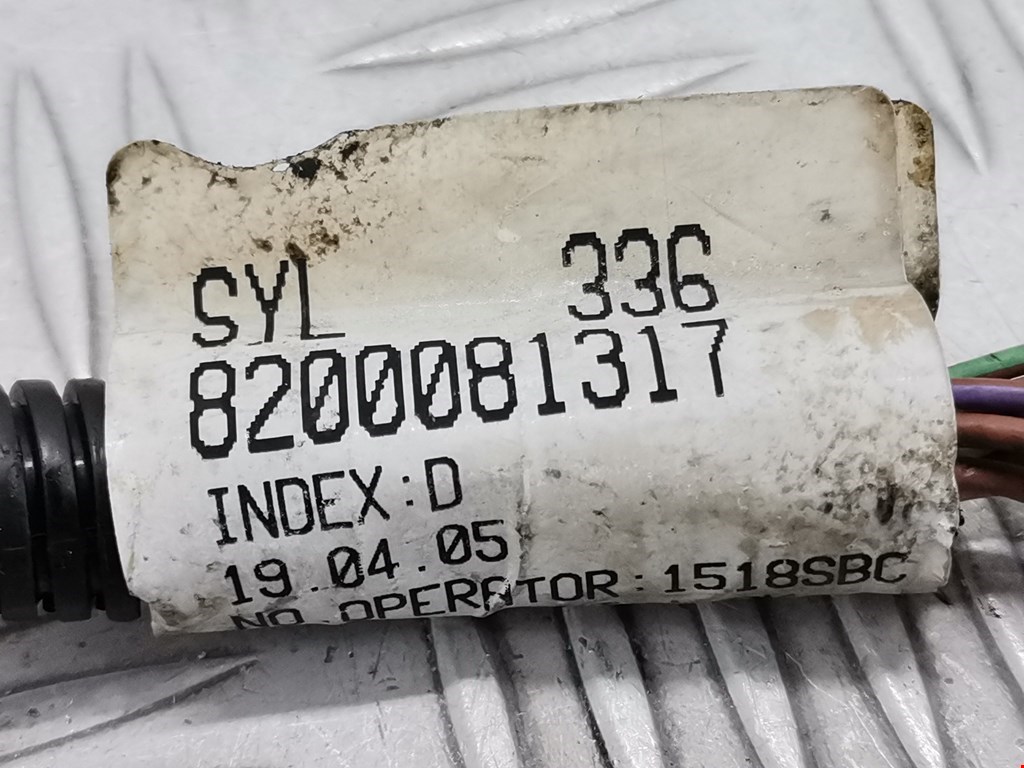 SYL 336
8200081317
INDEX:D
19.04.05
NO OPERATOR:1518SBC